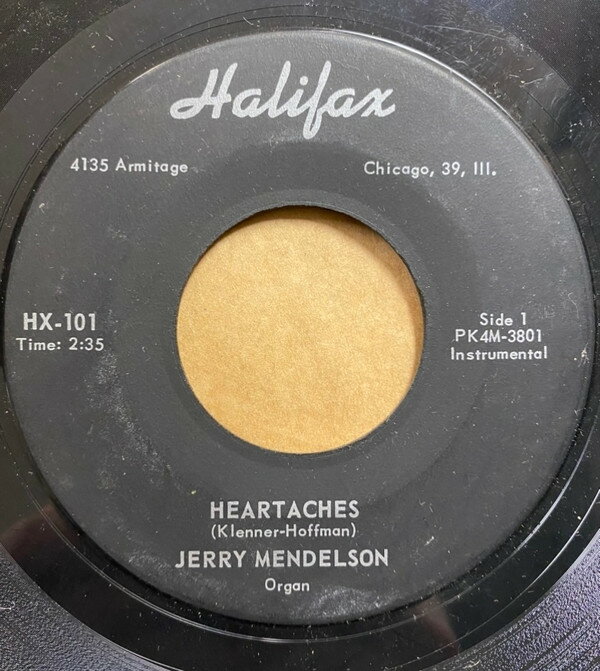 Halifax
4135 Armitage
Chicago, 39, Ill.
HX-101
Time: 2:35
Side 1
PK4M-3801
Instrumental
HEARTACHES
(Klenner-Hoffman)
JERRY MENDELSON
Organ